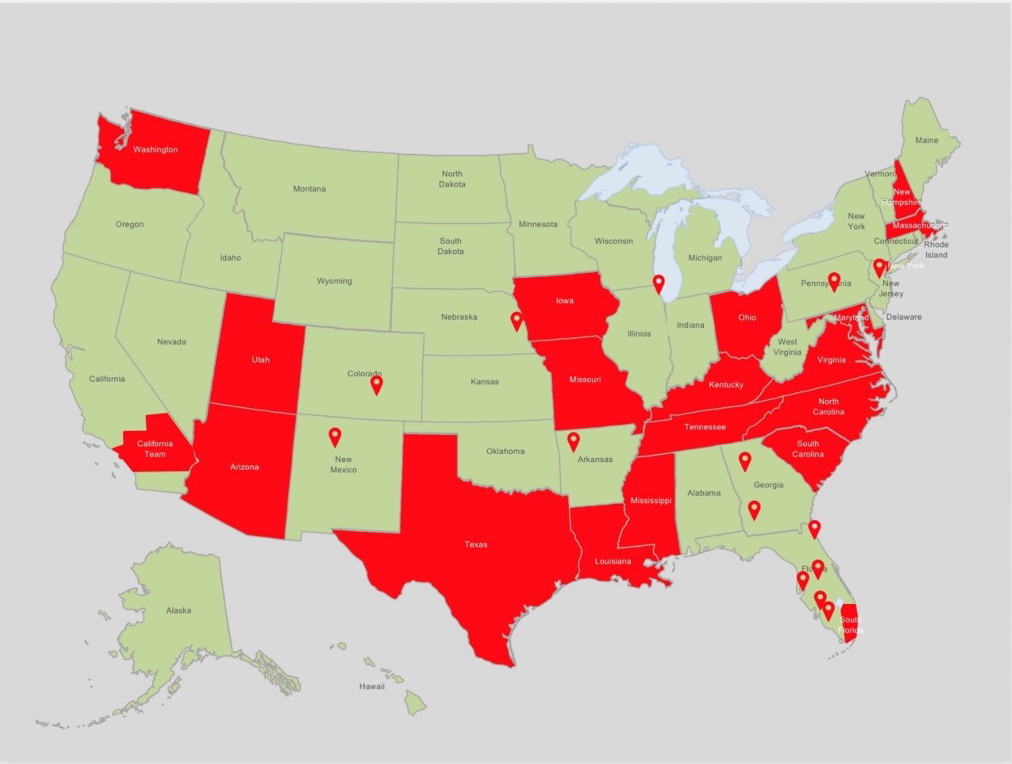 Maine
Washington
Vermont
North
Dakota
Montana
New
Hampshire
New
York
Oregon
Minnesota
Massachusetts
Wisconsin
Connecticut
Rhode
Island
South
Dakota
Idaho
Michigan
New York
Wyoming
Pennsylvania
New
Jersey
Iowa
Nebraska
Ohio
Maryland
Delaware
Indiana
Illinois
Nevada
West
Virginia
Utah
Virginia
Colorado
California
Missouri
Kansas
Kentucky
North
Carolina
Tennessee
California
Team
South
Carolina
Oklahoma
Arkansas
New
Mexico
Arizona
Georgia
Alabama
Mississippi
Texas
Louisiana
Florida
Alaska
South
Florida
Hawaii